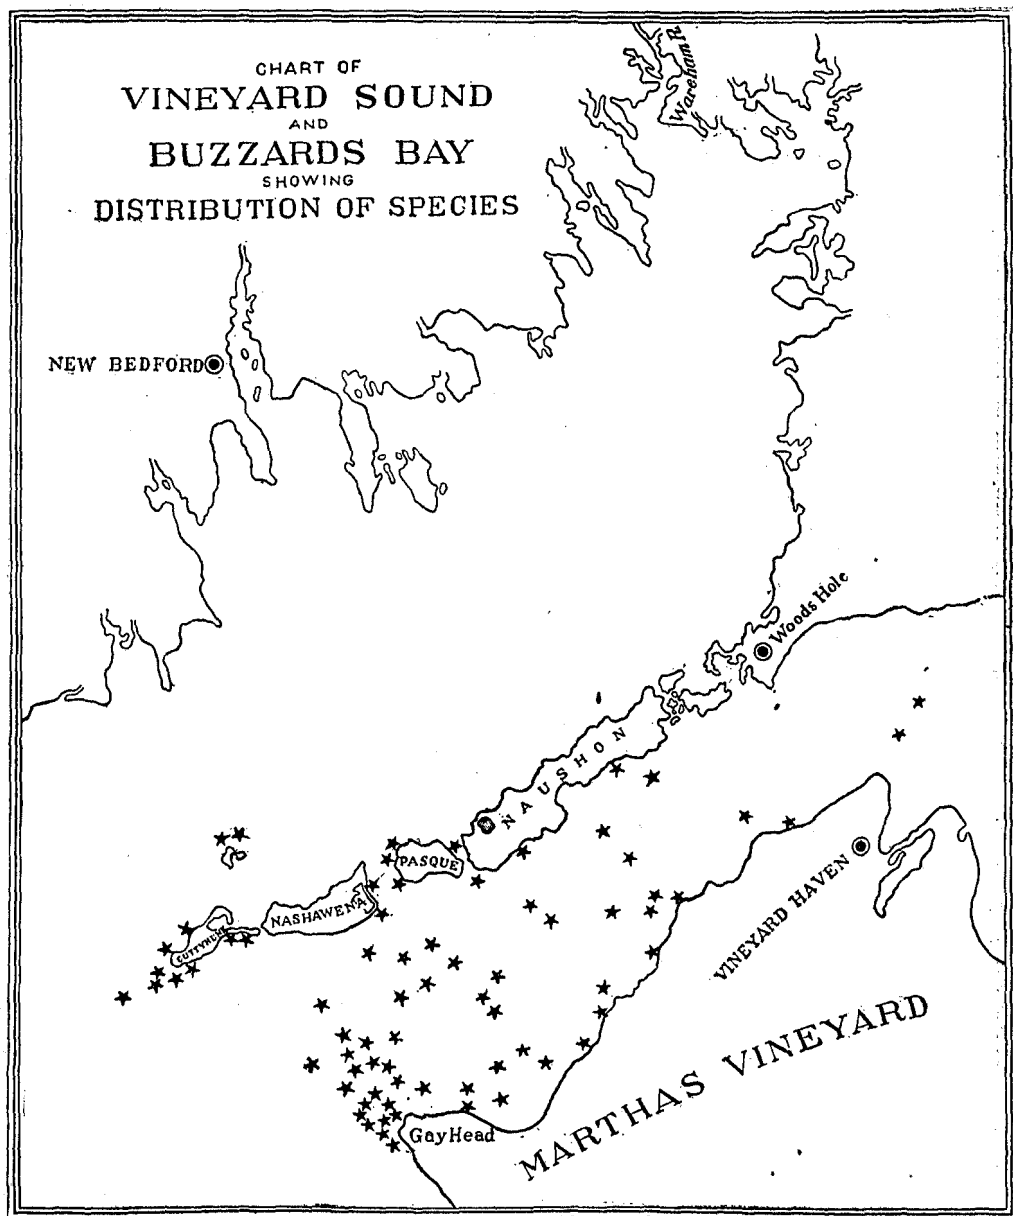 CHART OF
VINEYARD SOUND
AND
BUZZARDS BAY
SHOWING
DISTRIBUTION OF SPECIES
Wareham R.
NEW BEDFORD
Woods Hole
NAUSHON
PASQUE
NASHAWENA
CUTTYHUNK
VINEYARD HAVEN
MARTHAS VINEYARD
Gay Head